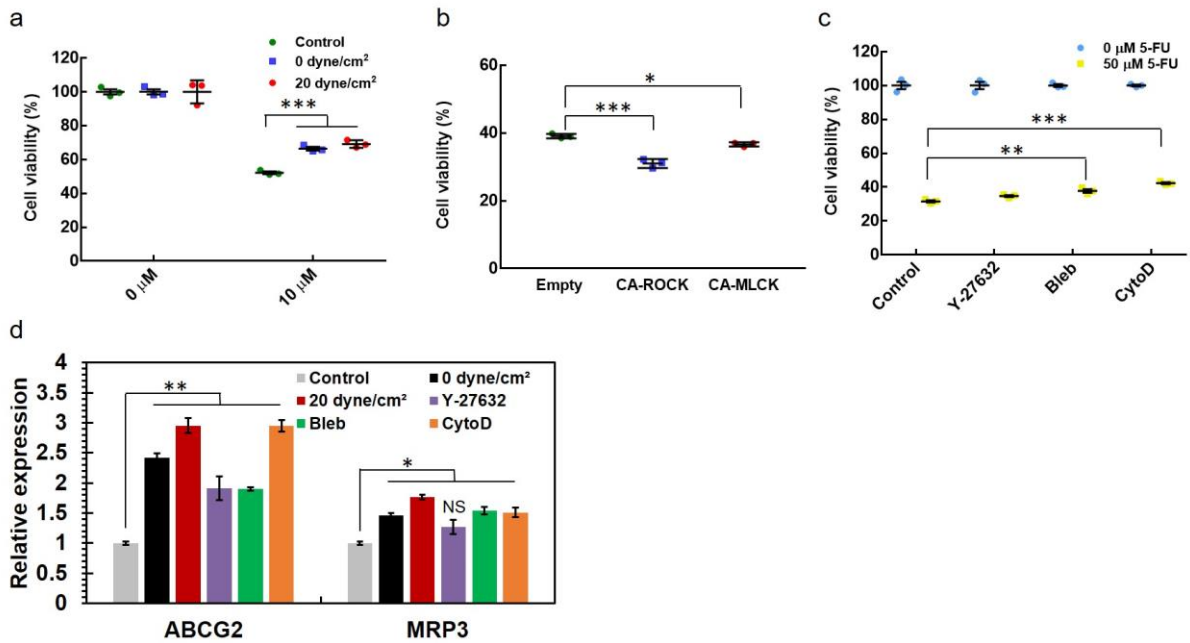 a
Control
0 dyne/cm²
20 dyne/cm²
Cell viability (%)
120
100
80
60
40
20
0
***
0 μM
10 μM
b
Cell viability (%)
60
40
20
0
*
***
Empty
CA-ROCK
CA-MLCK
c
0 μM 5-FU
50 μM 5-FU
Cell viability (%)
120
100
80
60
40
20
0
***
**
Control
Y-27632
Bleb
CytoD
d
Relative expression
4
3.5
3
2.5
2
1.5
1
0.5
0
Control
0 dyne/cm²
20 dyne/cm²
Y-27632
Bleb
CytoD
**
*
NS
ABCG2
MRP3